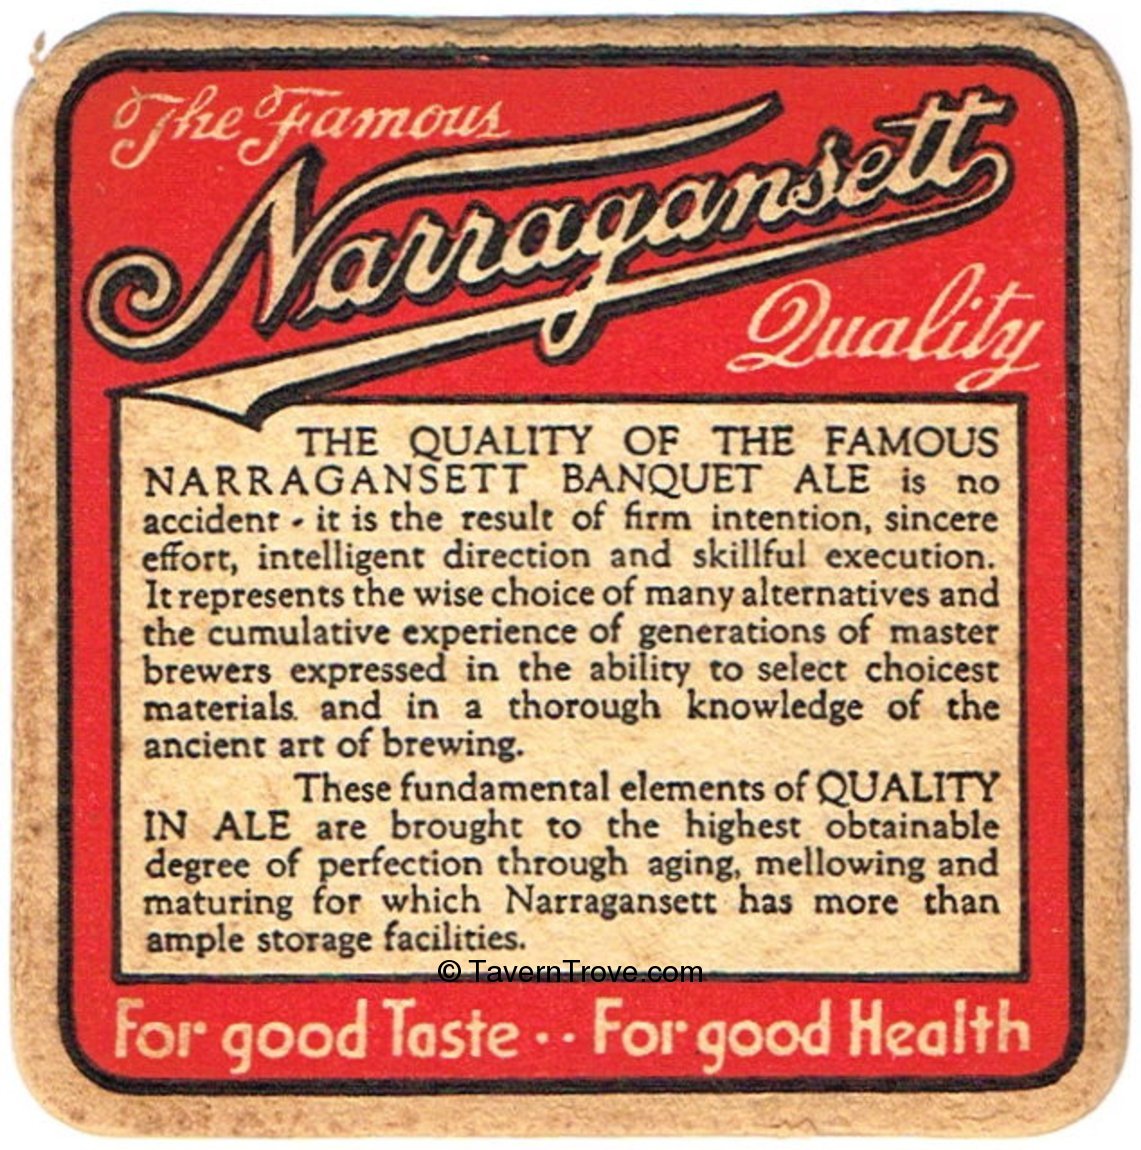 The Famous
Narragansett
Quality
THE QUALITY OF THE FAMOUS
NARRAGANSETT BANQUET ALE is no
accident - it is the result of firm intention, sincere
effort, intelligent direction and skillful execution.
It represents the wise choice of many alternatives and
the cumulative experience of generations of master
brewers expressed in the ability to select choicest
materials and in a thorough knowledge of the
ancient art of brewing.
These fundamental elements of QUALITY
IN ALE are brought to the highest obtainable
degree of perfection through aging, mellowing and
maturing for which Narragansett has more than
ample storage facilities.
© TavernTrove.com
For good Taste . . For good Health